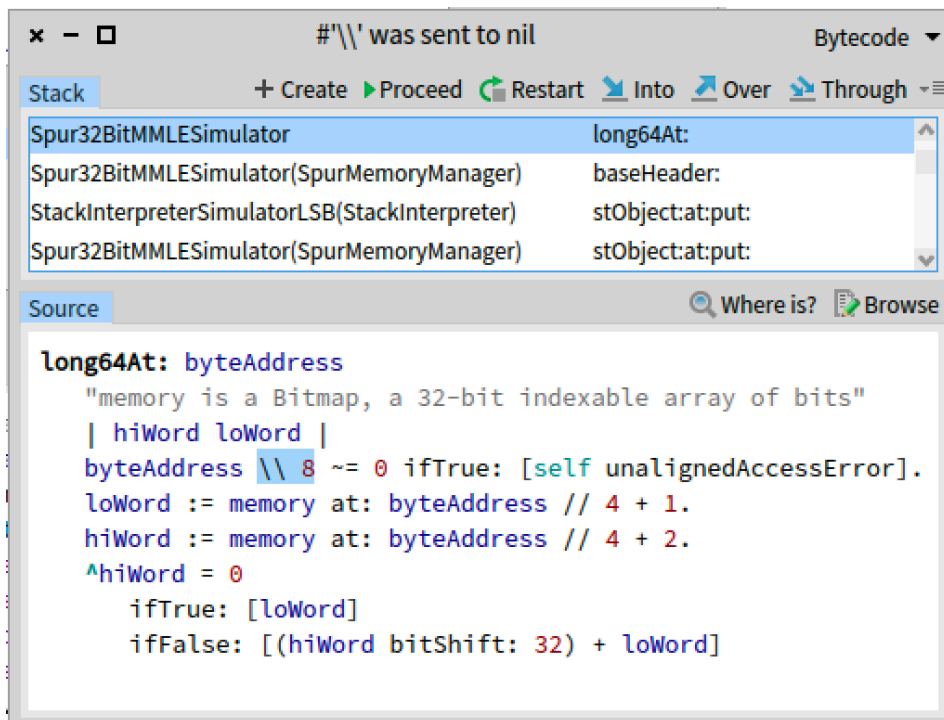 #'\\' was sent to nil Bytecode
Stack Create Proceed Restart Into Over Through
Spur32BitMMLESimulator long64At:
Spur32BitMMLESimulator(SpurMemoryManager) baseHeader:
StackInterpreterSimulatorLSB(StackInterpreter) stObject:at:put:
Spur32BitMMLESimulator(SpurMemoryManager) stObject:at:put:
Source Where is? Browse
long64At: byteAddress
"memory is a Bitmap, a 32-bit indexable array of bits"
| hiWord loWord |
byteAddress \\ 8 ~= 0 ifTrue: [self unalignedAccessError].
loWord := memory at: byteAddress // 4 + 1.
hiWord := memory at: byteAddress // 4 + 2.
^hiWord = 0
ifTrue: [loWord]
ifFalse: [(hiWord bitShift: 32) + loWord]